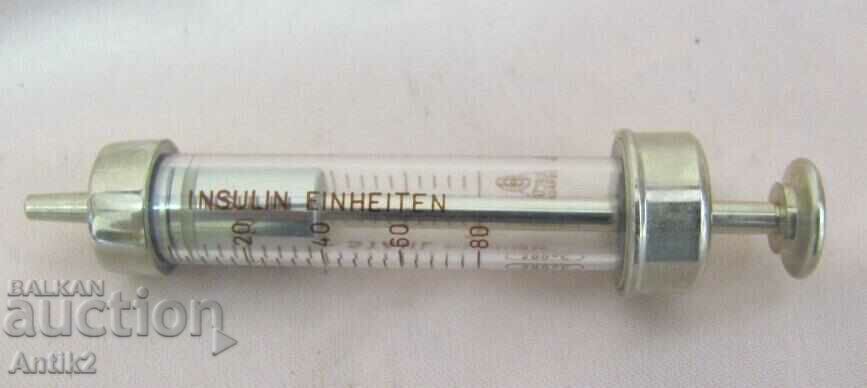 INSULIN EINHEITEN
20 40 60 80
BALKAN
auction
Antik2